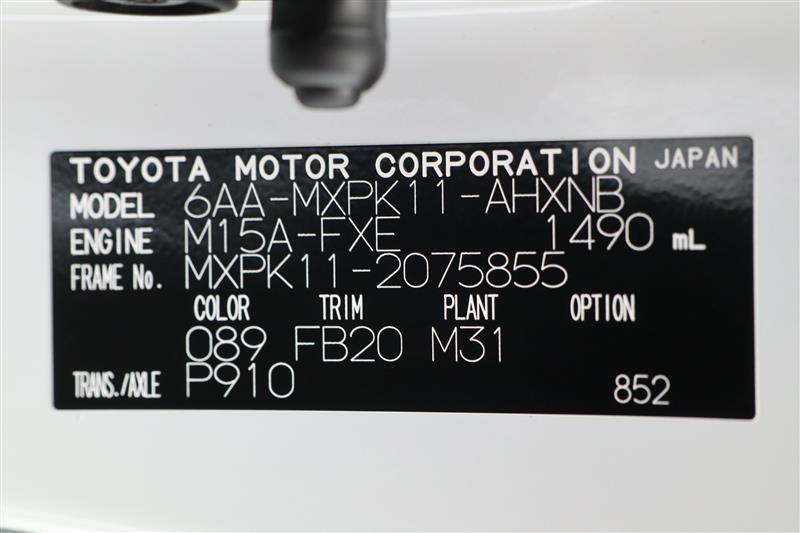 TOYOTA MOTOR CORPORATION JAPAN
MODEL 6AA-MXPK11-AHXNB
ENGINE M15A-FXE 1490 mL
FRAME No. MXPK11-2075855
COLOR TRIM PLANT OPTION
089 FB20 M31
TRANS./AXLE P910 852